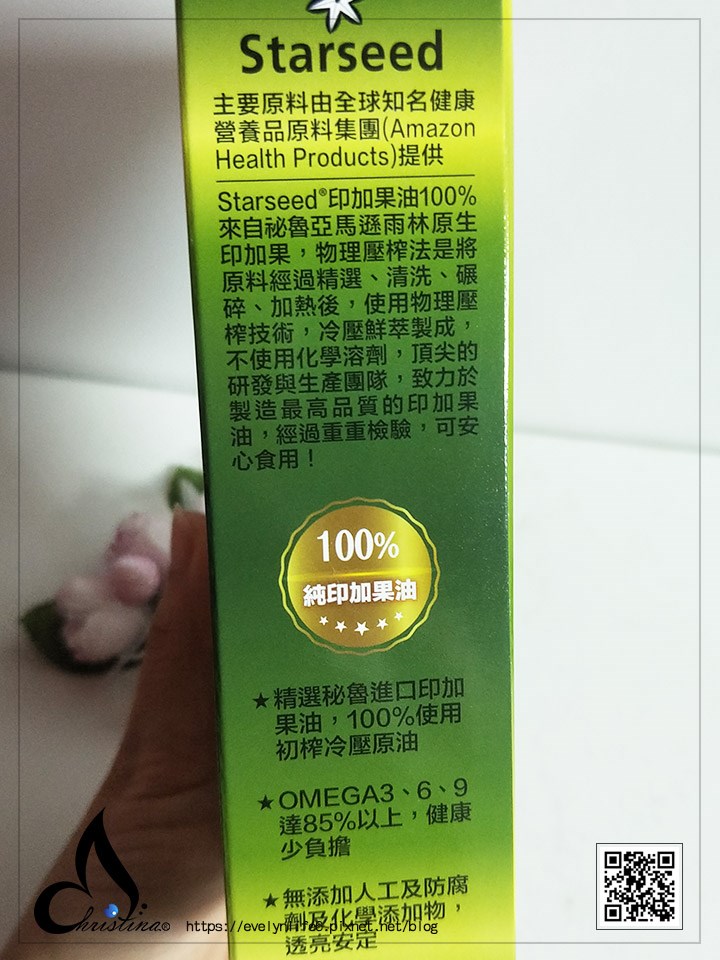 Starseed
主要原料由全球知名健康
營養品原料集團(Amazon
Health Products)提供
Starseed®印加果油100%
來自祕魯亞馬遜雨林原生
印加果，物理壓榨法是將
原料經過精選、清洗、碾
碎、加熱後，使用物理壓
榨技術，冷壓鮮萃製成，
不使用化學溶劑，頂尖的
研發與生產團隊，致力於
製造最高品質的印加果
油，經過重重檢驗，可安
心食用！
100%
純印加果油
★精選秘魯進口印加
果油，100%使用
初榨冷壓原油
★OMEGA3、6、9
達85%以上，健康
少負擔
★無添加人工及防腐
劑及化學添加物，
透亮安定
Christina© https://evelynlife8.pixnet.net/blog